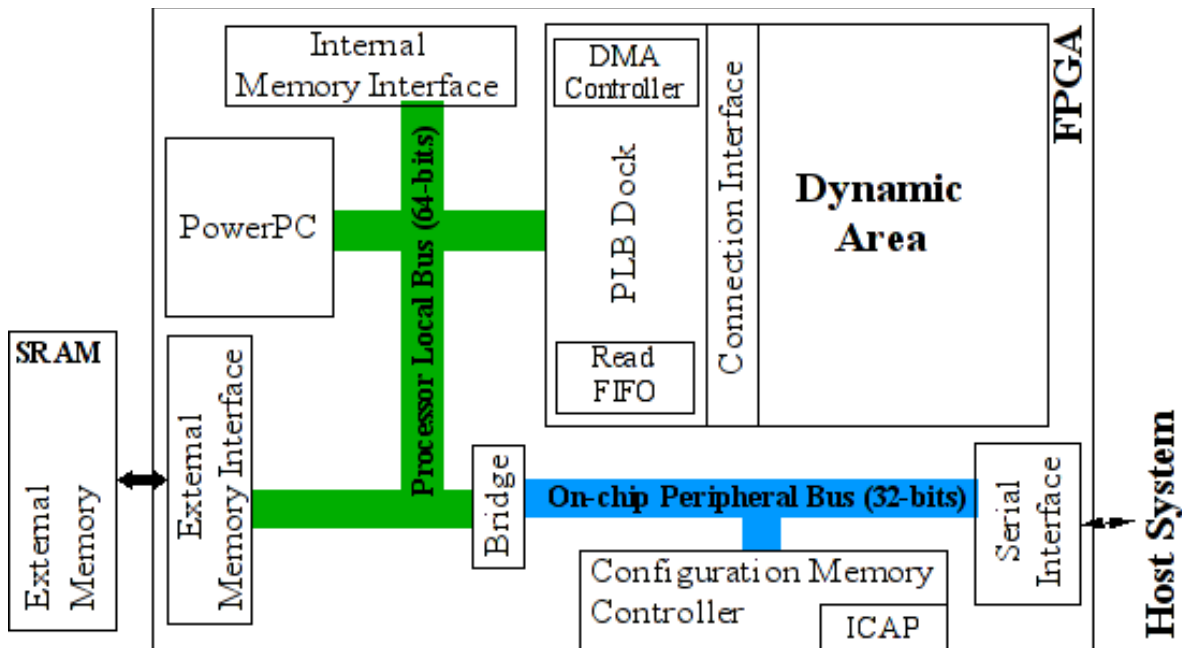 Internal
Memory Interface
DMA
Controller
PLB Dock
Read
FIFO
Connection Interface
Dynamic
Area
FPGA
PowerPC
Processor Local Bus (64-bits)
SRAM
External
Memory
External
Memory Interface
Bridge
On-chip Peripheral Bus (32-bits)
Serial
Interface
Host System
Configuration Memory
Controller
ICAP